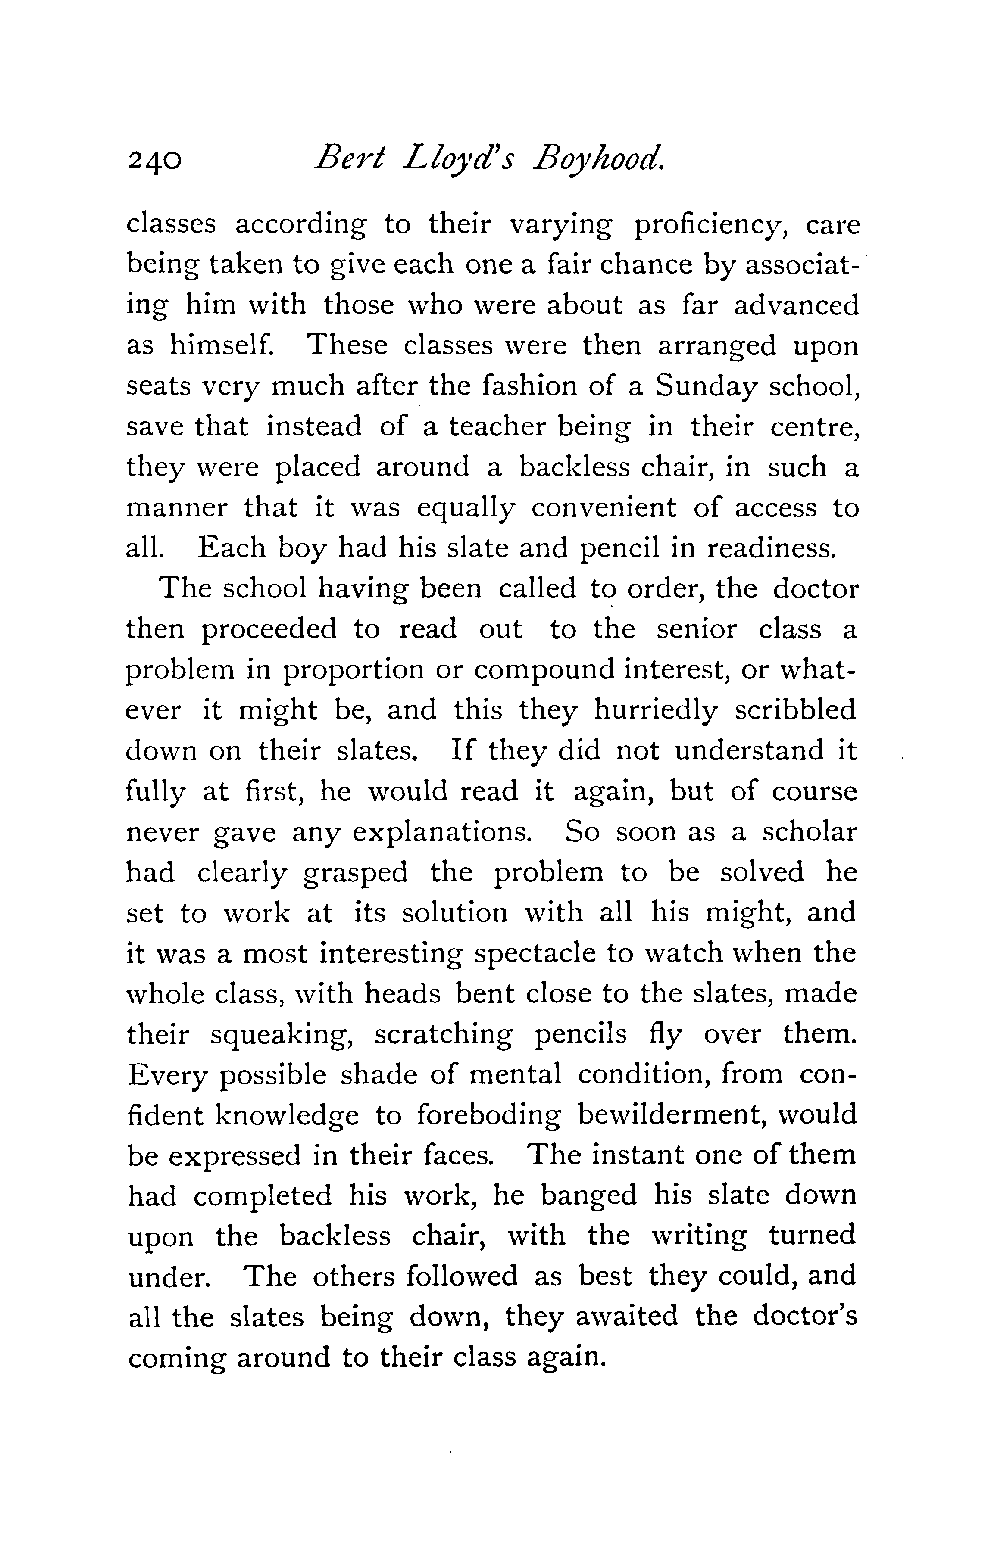 240 Bert Lloyd's Boyhood.
classes according to their varying proficiency, care
being taken to give each one a fair chance by associat-
ing him with those who were about as far advanced
as himself. These classes were then arranged upon
seats very much after the fashion of a Sunday school,
save that instead of a teacher being in their centre,
they were placed around a backless chair, in such a
manner that it was equally convenient of access to
all. Each boy had his slate and pencil in readiness.
The school having been called to order, the doctor
then proceeded to read out to the senior class a
problem in proportion or compound interest, or what-
ever it might be, and this they hurriedly scribbled
down on their slates. If they did not understand it
fully at first, he would read it again, but of course
never gave any explanations. So soon as a scholar
had clearly grasped the problem to be solved he
set to work at its solution with all his might, and
it was a most interesting spectacle to watch when the
whole class, with heads bent close to the slates, made
their squeaking, scratching pencils fly over them.
Every possible shade of mental condition, from con-
fident knowledge to foreboding bewilderment, would
be expressed in their faces. The instant one of them
had completed his work, he banged his slate down
upon the backless chair, with the writing turned
under. The others followed as best they could, and
all the slates being down, they awaited the doctor's
coming around to their class again.